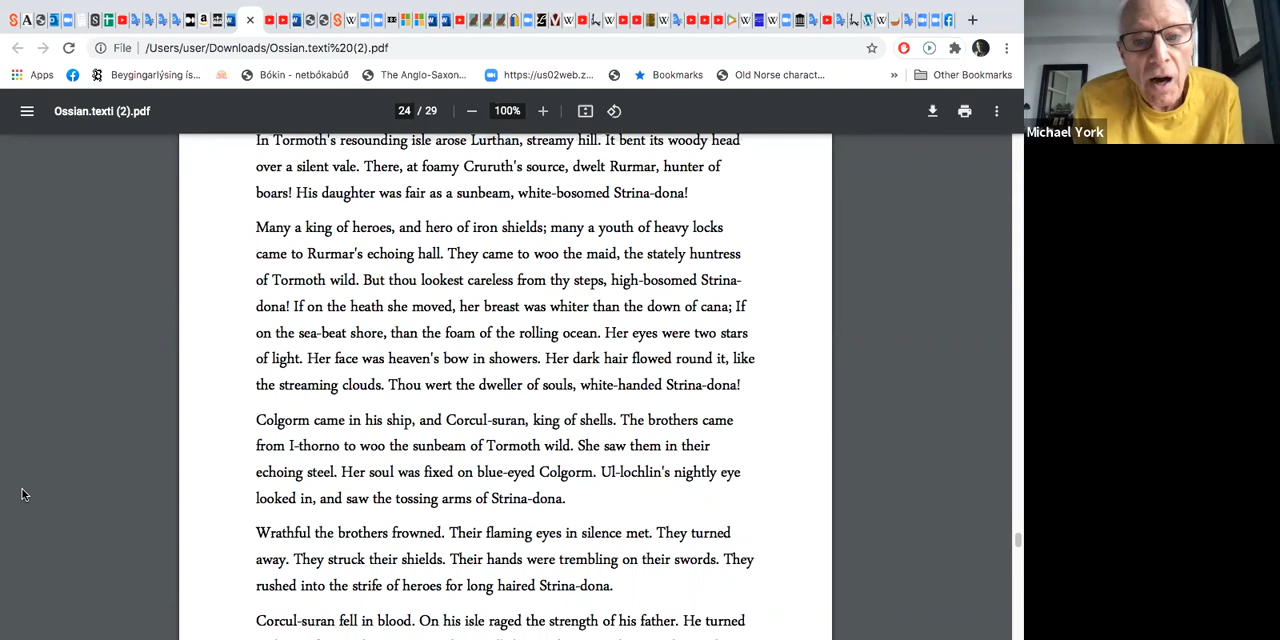 File
/Users/user/Downloads/Ossian.texti%20(2).pdf
Apps
Beygingarlýsing ís...
Bókin - netbókabúð
The Anglo-Saxon...
https://us02web.z...
Bookmarks
Old Norse charact...
»
Other Bookmarks
Ossian.texti (2).pdf
24 / 29
100%
Michael York
In Tormoth's resounding isle arose Lurthan, streamy hill. It bent its woody head
over a silent vale. There, at foamy Cruruth's source, dwelt Rurmar, hunter of
boars! His daughter was fair as a sunbeam, white-bosomed Strina-dona!
Many a king of heroes, and hero of iron shields; many a youth of heavy locks
came to Rurmar's echoing hall. They came to woo the maid, the stately huntress
of Tormoth wild. But thou lookest careless from thy steps, high-bosomed Strina-
dona! If on the heath she moved, her breast was whiter than the down of cana; If
on the sea-beat shore, than the foam of the rolling ocean. Her eyes were two stars
of light. Her face was heaven's bow in showers. Her dark hair flowed round it, like
the streaming clouds. Thou wert the dweller of souls, white-handed Strina-dona!
Colgorm came in his ship, and Corcul-suran, king of shells. The brothers came
from I-thorno to woo the sunbeam of Tormoth wild. She saw them in their
echoing steel. Her soul was fixed on blue-eyed Colgorm. Ul-lochlin's nightly eye
looked in, and saw the tossing arms of Strina-dona.
Wrathful the brothers frowned. Their flaming eyes in silence met. They turned
away. They struck their shields. Their hands were trembling on their swords. They
rushed into the strife of heroes for long haired Strina-dona.
Corcul-suran fell in blood. On his isle raged the strength of his father. He turned